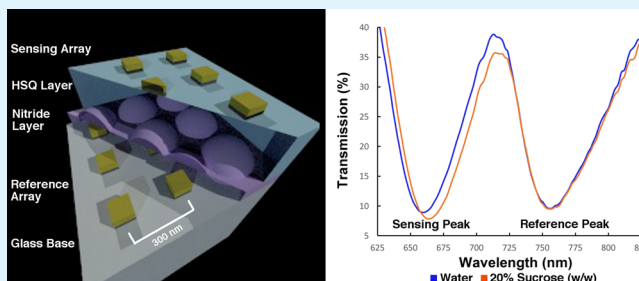 Sensing Array
HSQ Layer
Nitride
Layer
Reference
Array
Glass Base
300 nm
Transmission (%)
40
35
30
25
20
15
10
5
Sensing Peak
Reference Peak
625 650 675 700 725 750 775 800
Wavelength (nm)
Water 20% Sucrose (w/w)